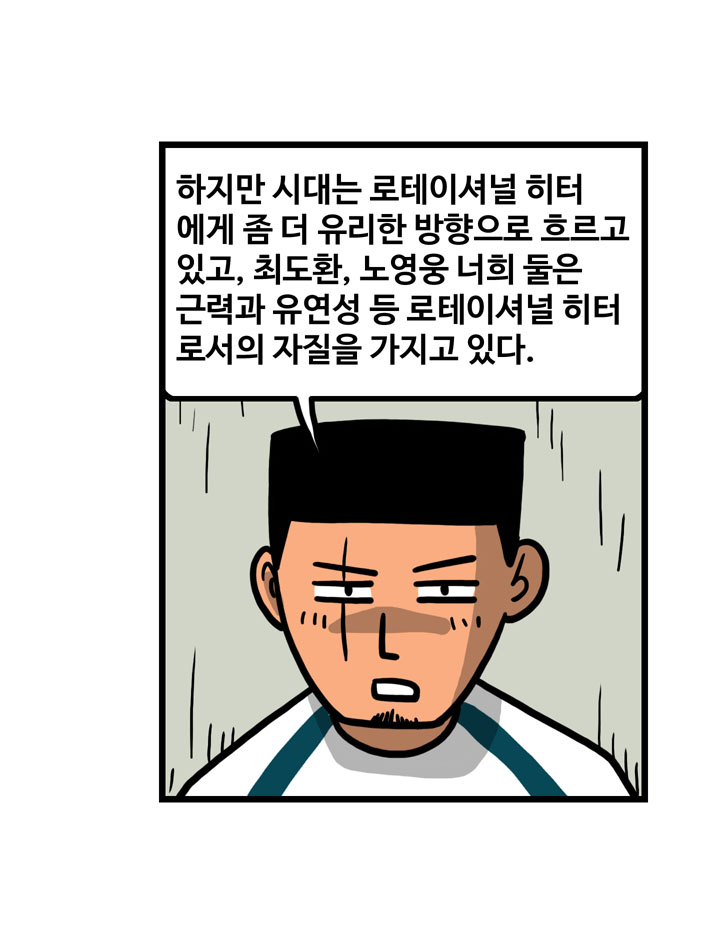 하지만 시대는 로테이셔널 히터
에게 좀 더 유리한 방향으로 흐르고
있고, 최도환, 노영웅 너희 둘은
근력과 유연성 등 로테이셔널 히터
로서의 자질을 가지고 있다.